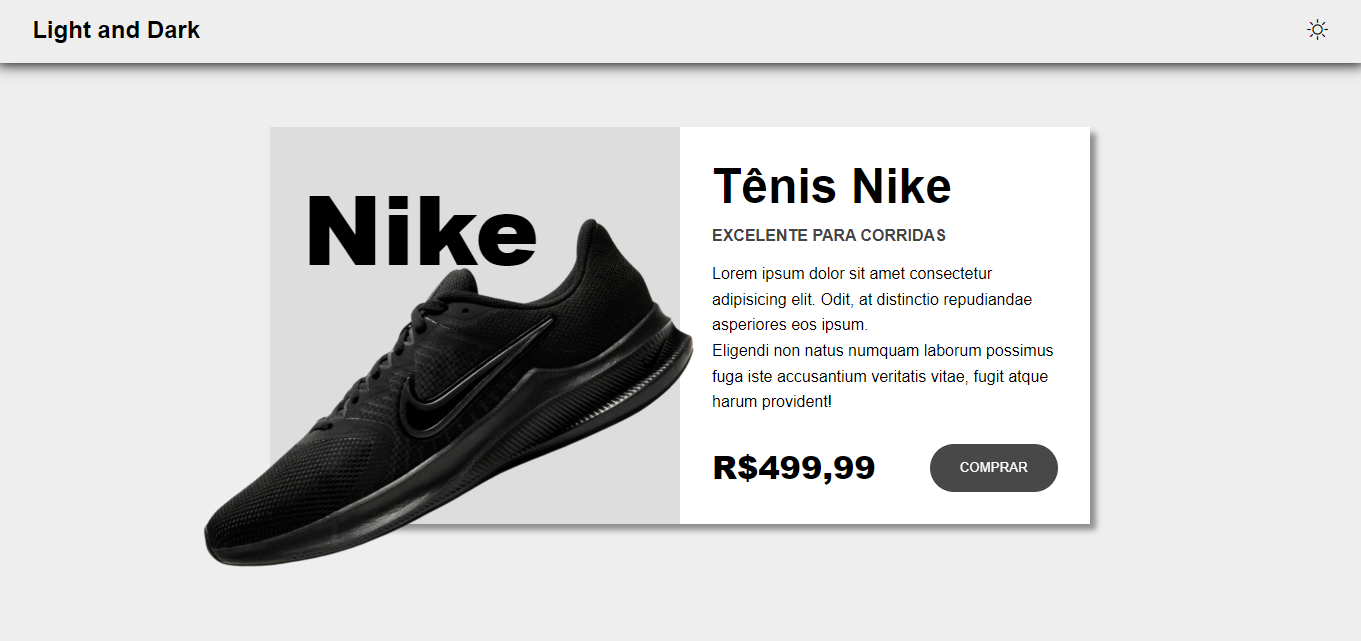 Light and Dark
Nike
Tênis Nike
EXCELENTE PARA CORRIDAS
Lorem ipsum dolor sit amet consectetur
adipisicing elit. Odit, at distinctio repudiandae
asperiores eos ipsum.
Eligendi non natus numquam laborum possimus
fuga iste accusantium veritatis vitae, fugit atque
harum provident!
R$499,99
COMPRAR